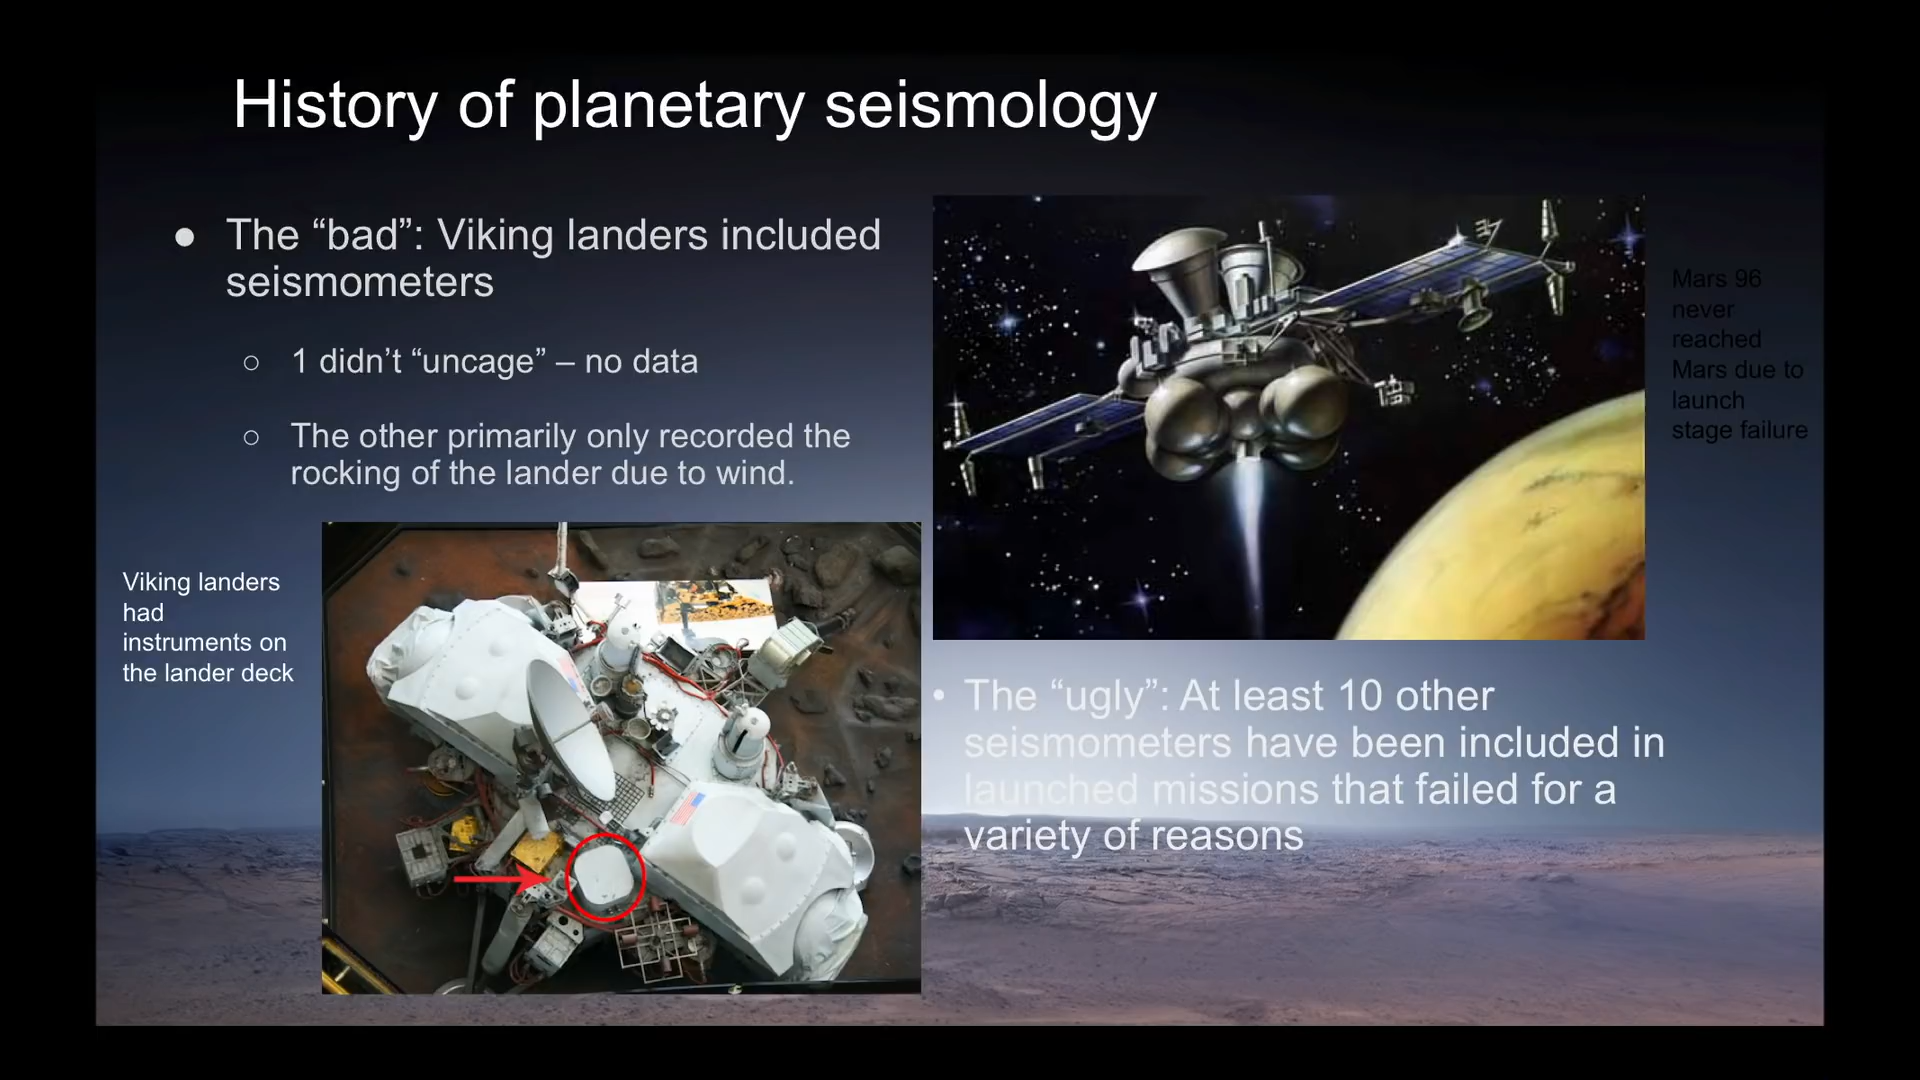 History of planetary seismology
● The “bad”: Viking landers included
seismometers
○ 1 didn’t “uncage” – no data
○ The other primarily only recorded the
rocking of the lander due to wind.
Viking landers
had
instruments on
the lander deck
Mars 96
never
reached
Mars due to
launch
stage failure
• The “ugly”: At least 10 other
seismometers have been included in
launched missions that failed for a
variety of reasons